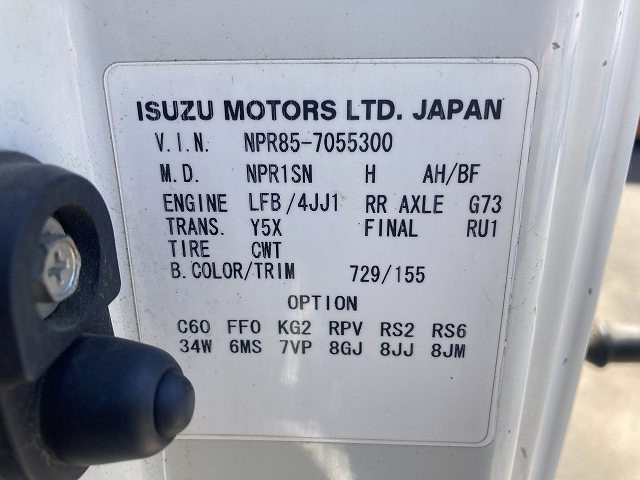 ISUZU MOTORS LTD. JAPAN
V.I.N. NPR85-7055300
M.D. NPR1SN H AH/BF
ENGINE LFB/4JJ1 RR AXLE G73
TRANS. Y5X FINAL RU1
TIRE CWT
B.COLOR/TRIM 729/155
OPTION
C60 FFO KG2 RPV RS2 RS6
34W 6MS 7VP 8GJ 8JJ 8JM